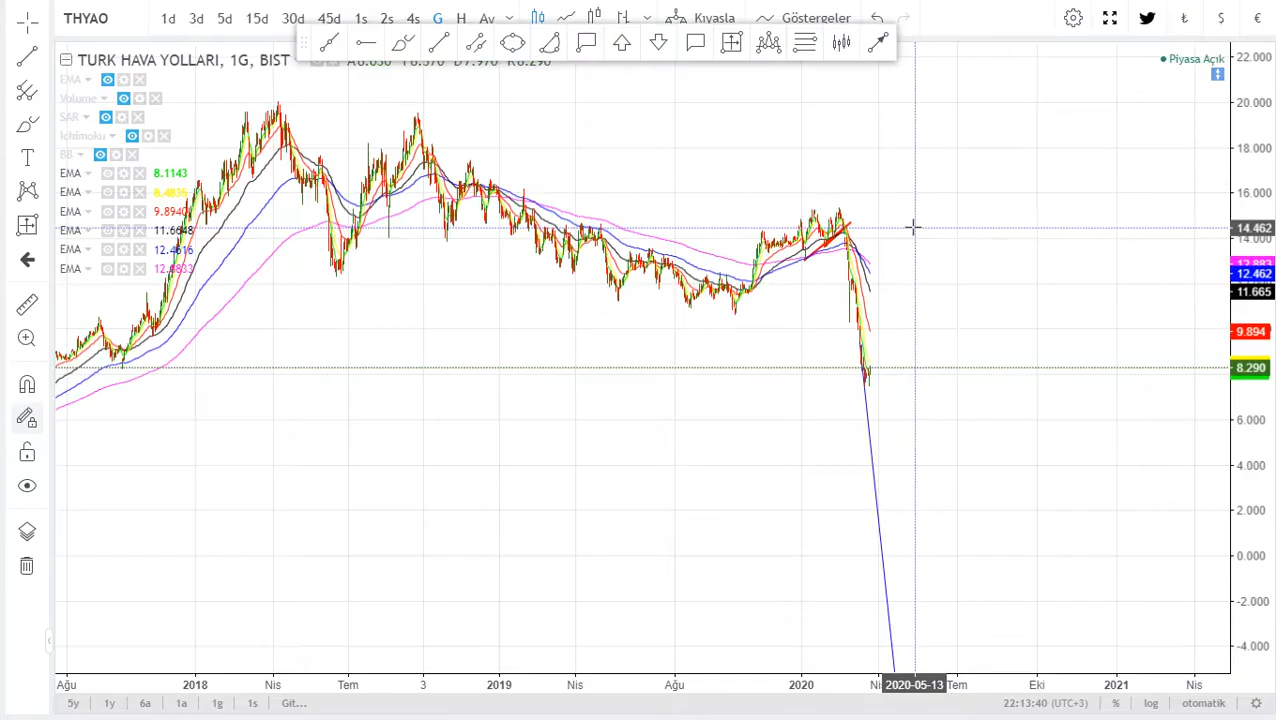 THYAO 1d 3d 5d 15d 30d 45d 1s 2s 4s G H Av Kıyasla Göstergeler ₺ $ €
TURK HAVA YOLLARI, 1G, BIST
Piyasa Açık
EMA
Volume
SAR
Ichimoku
BB
EMA 8.1143
EMA 8.4835
EMA 9.8940
EMA 11.6648
EMA 12.4616
EMA
22.000
20.000
18.000
16.000
14.462
14.000
12.883
12.462
11.665
9.894
8.290
6.000
4.000
2.000
0.000
-2.000
-4.000
Ağu 2018 Nis Tem 3 2019 Nis Ağu 2020 2020-05-13 Tem Eki 2021 Nis
5y 1y 6a 1a 1g 1s Git... 22:13:40 (UTC+3) % log otomatik